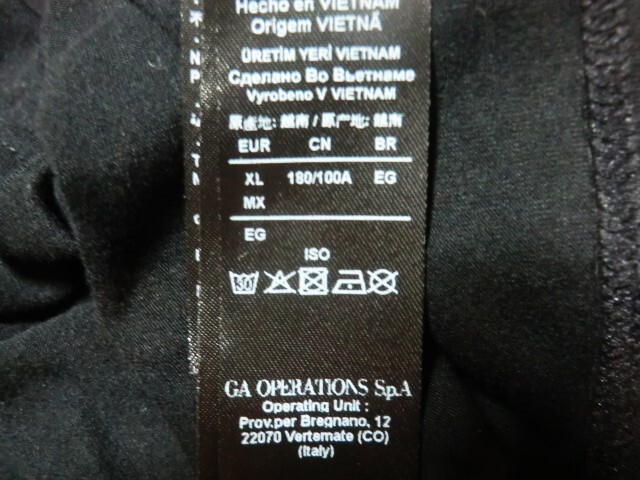 Hecho en VIETNAM
Origem VIETNÃ
ÜRETİM YERİ VIETNAM
Сделано Во Вьетнаме
Vyrobeno V VIETNAM
原產地: 越南 / 原产地: 越南
EUR CN BR
XL 180/100A EG
MX
EG
ISO
30
GA OPERATIONS S.p.A
Operating Unit :
Prov.per Bregnano, 12
22070 Vertemate (CO)
(Italy)